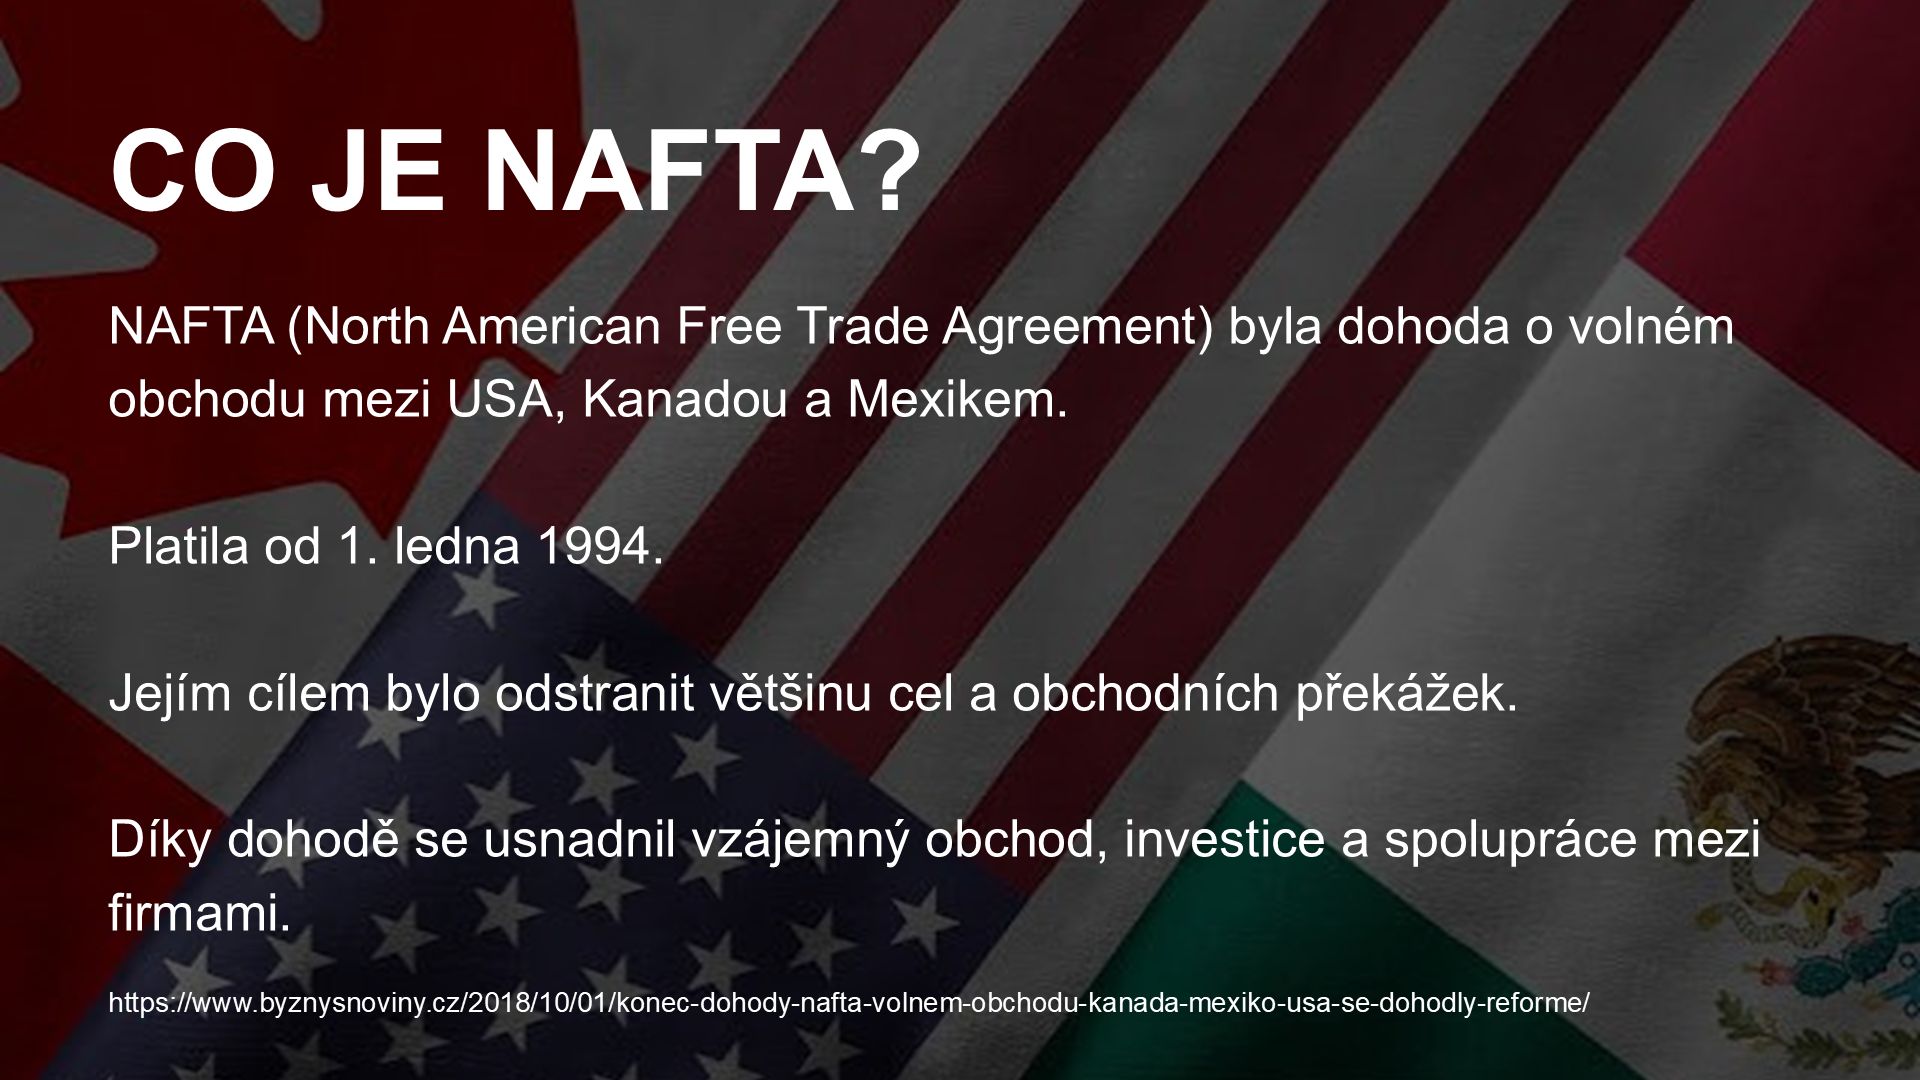 CO JE NAFTA?
NAFTA (North American Free Trade Agreement) byla dohoda o volném
obchodu mezi USA, Kanadou a Mexikem.
Platila od 1. ledna 1994.
Jejím cílem bylo odstranit většinu cel a obchodních překážek.
Díky dohodě se usnadnil vzájemný obchod, investice a spolupráce mezi
firmami.
https://www.byznysnoviny.cz/2018/10/01/konec-dohody-nafta-volnem-obchodu-kanada-mexiko-usa-se-dohodly-reforme/